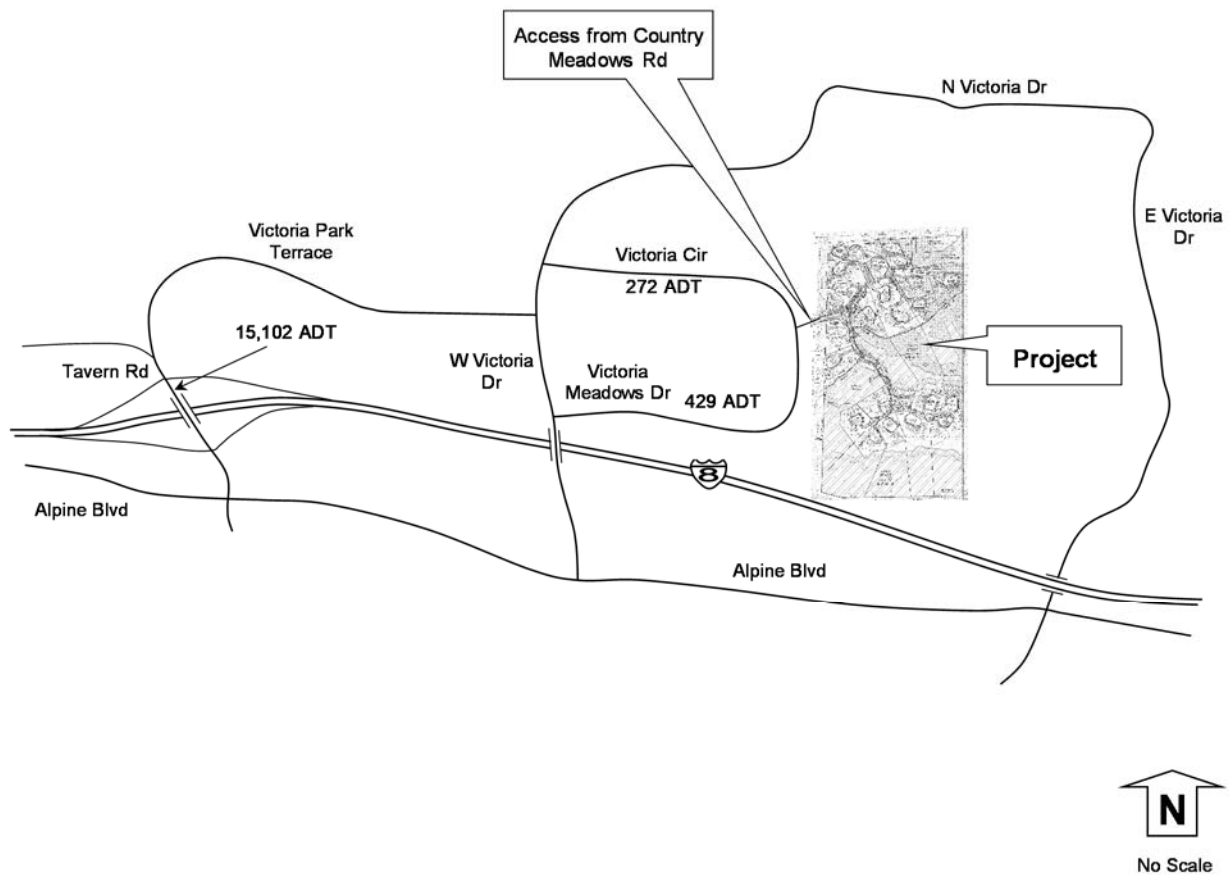 Access from Country
Meadows Rd
N Victoria Dr
E Victoria
Dr
Victoria Park
Terrace
Victoria Cir
272 ADT
15,102 ADT
Tavern Rd
W Victoria
Dr
Victoria
Meadows Dr
429 ADT
Project
8
Alpine Blvd
Alpine Blvd
N
No Scale